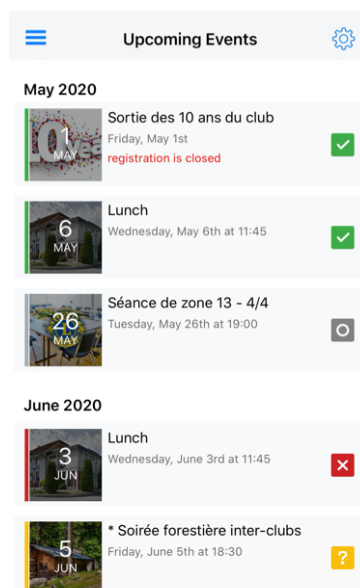 Upcoming Events
May 2020
1
MAY
Sortie des 10 ans du club
Friday, May 1st
registration is closed
6
MAY
Lunch
Wednesday, May 6th at 11:45
26
MAY
Séance de zone 13 - 4/4
Tuesday, May 26th at 19:00
June 2020
3
JUN
Lunch
Wednesday, June 3rd at 11:45
5
JUN
* Soirée forestière inter-clubs
Friday, June 5th at 18:30
?